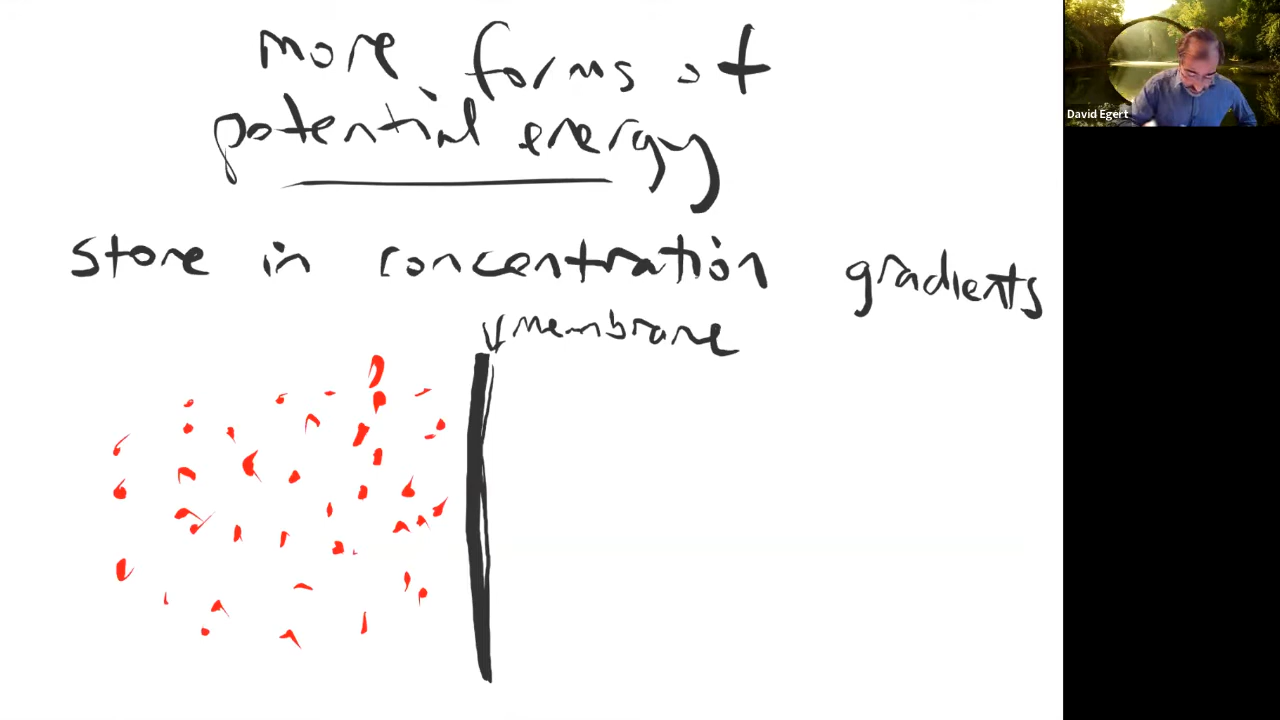 more forms of
potential energy
store in concentration gradients
membrane
David Egert